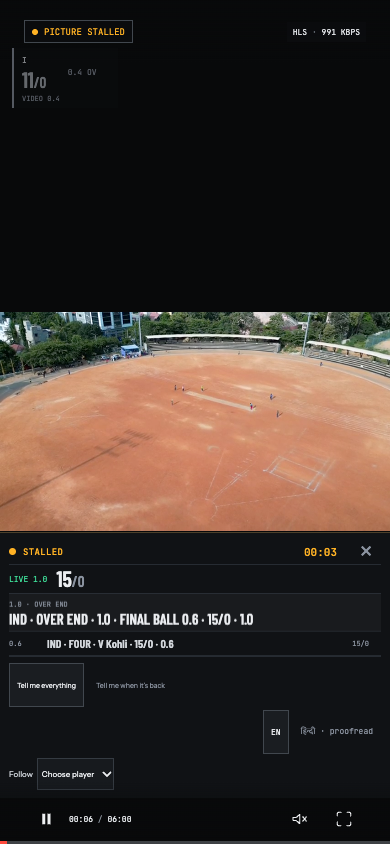 PICTURE STALLED
HLS · 991 KBPS
I
11/0
0.4 OV
VIDEO 0.4
STALLED
00:03
LIVE 1.0 15/0
1.0 · OVER END
IND · OVER END · 1.0 · FINAL BALL 0.6 · 15/0 · 1.0
0.6 IND · FOUR · V Kohli · 15/0 · 0.6 15/0
Tell me everything
Tell me when it's back
EN
हिन्दी · proofread
Follow Choose player
00:06 / 06:00